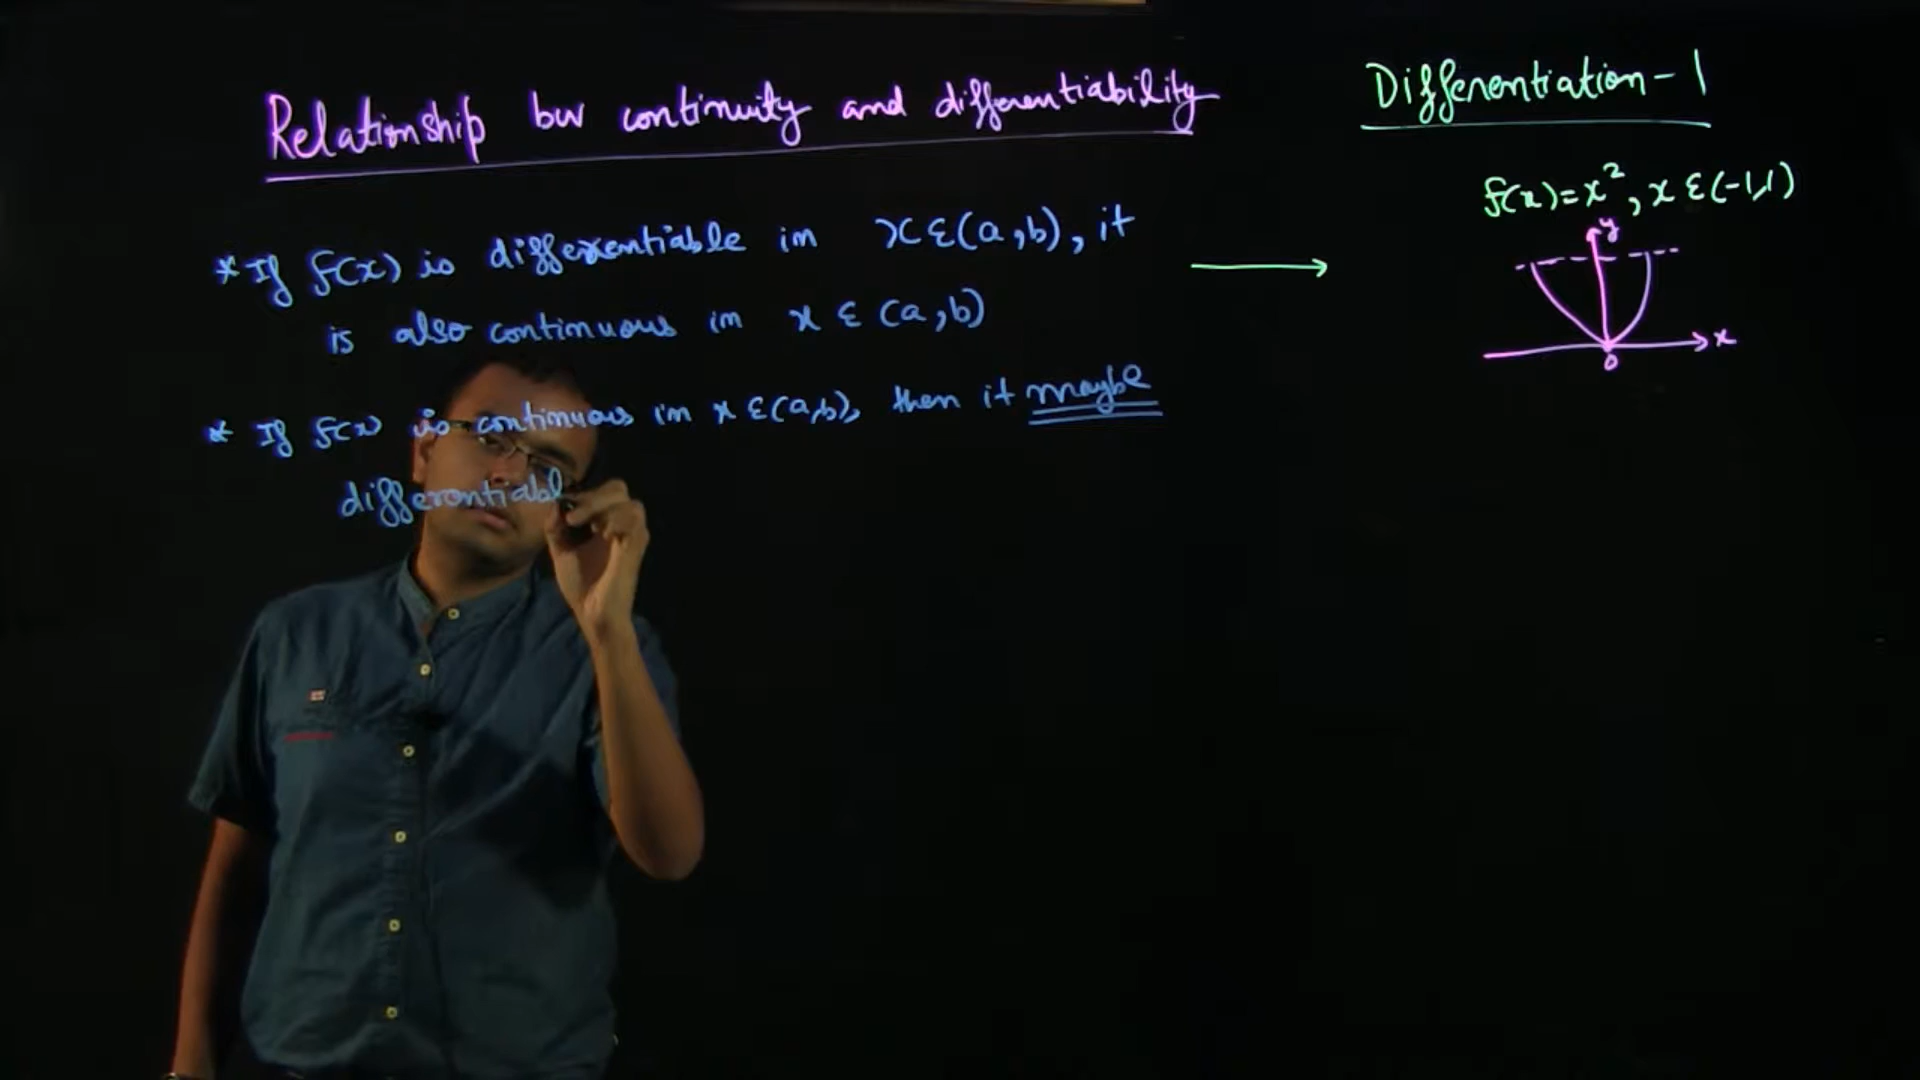 Relationship bw continuity and differentiability
Differentiation-1
f(x)=x², x ε(-1,1)
* If f(x) is differentiable in x ε(a,b), it
is also continuous in x ε (a,b)
y
x
0
* If f(x) is continuous in x ε(a,b), then it maybe
differentiabl